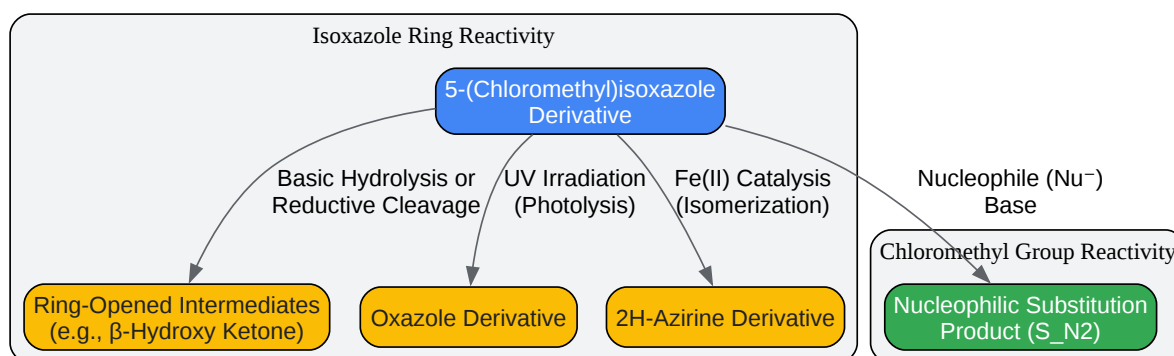 Isoxazole Ring Reactivity
5-(Chloromethyl)isoxazole
Derivative
Basic Hydrolysis or
Reductive Cleavage
UV Irradiation
(Photolysis)
Fe(II) Catalysis
(Isomerization)
Nucleophile (Nu⁻)
Base
Chloromethyl Group Reactivity
Ring-Opened Intermediates
(e.g., β-Hydroxy Ketone)
Oxazole Derivative
2H-Azirine Derivative
Nucleophilic Substitution
Product (S_N2)